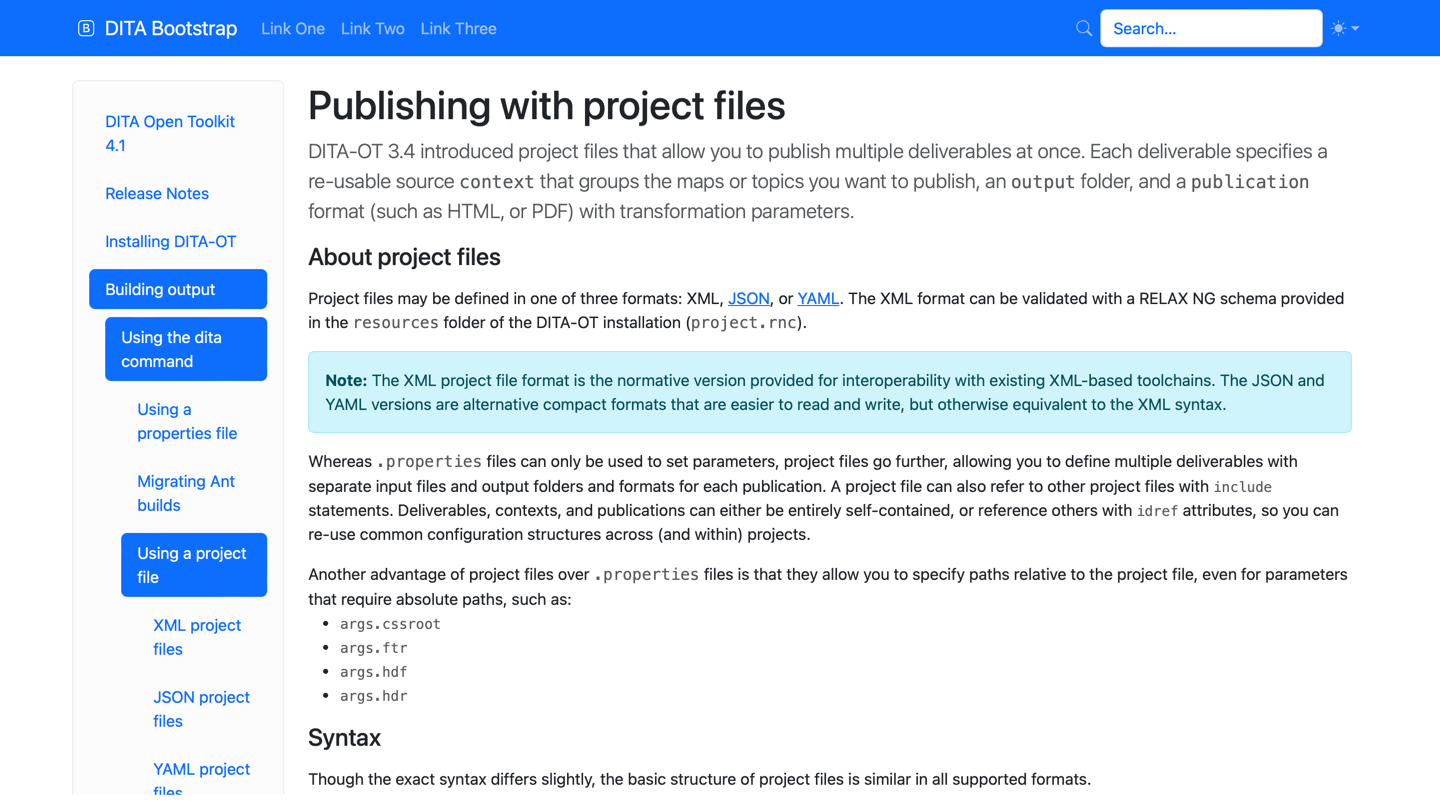 DITA Bootstrap Link One Link Two Link Three Search...
DITA Open Toolkit
4.1
Release Notes
Installing DITA-OT
Building output
Using the dita
command
Using a
properties file
Migrating Ant
builds
Using a project
file
XML project
files
JSON project
files
YAML project
files
Publishing with project files
DITA-OT 3.4 introduced project files that allow you to publish multiple deliverables at once. Each deliverable specifies a
re-usable source context that groups the maps or topics you want to publish, an output folder, and a publication
format (such as HTML, or PDF) with transformation parameters.
About project files
Project files may be defined in one of three formats: XML, JSON, or YAML. The XML format can be validated with a RELAX NG schema provided
in the resources folder of the DITA-OT installation (project.rnc).
Note: The XML project file format is the normative version provided for interoperability with existing XML-based toolchains. The JSON and
YAML versions are alternative compact formats that are easier to read and write, but otherwise equivalent to the XML syntax.
Whereas .properties files can only be used to set parameters, project files go further, allowing you to define multiple deliverables with
separate input files and output folders and formats for each publication. A project file can also refer to other project files with include
statements. Deliverables, contexts, and publications can either be entirely self-contained, or reference others with idref attributes, so you can
re-use common configuration structures across (and within) projects.
Another advantage of project files over .properties files is that they allow you to specify paths relative to the project file, even for parameters
that require absolute paths, such as:
• args.cssroot
• args.ftr
• args.hdf
• args.hdr
Syntax
Though the exact syntax differs slightly, the basic structure of project files is similar in all supported formats.